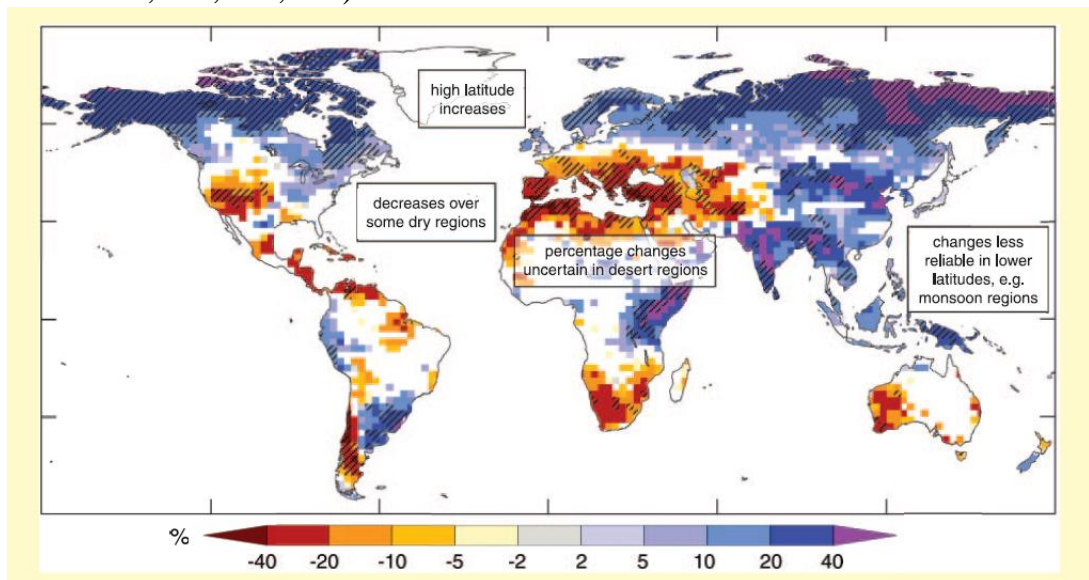 high latitude
increases
decreases over
some dry regions
percentage changes
uncertain in desert regions
changes less
reliable in lower
latitudes, e.g.
monsoon regions
%
-40 -20 -10 -5 -2 2 5 10 20 40